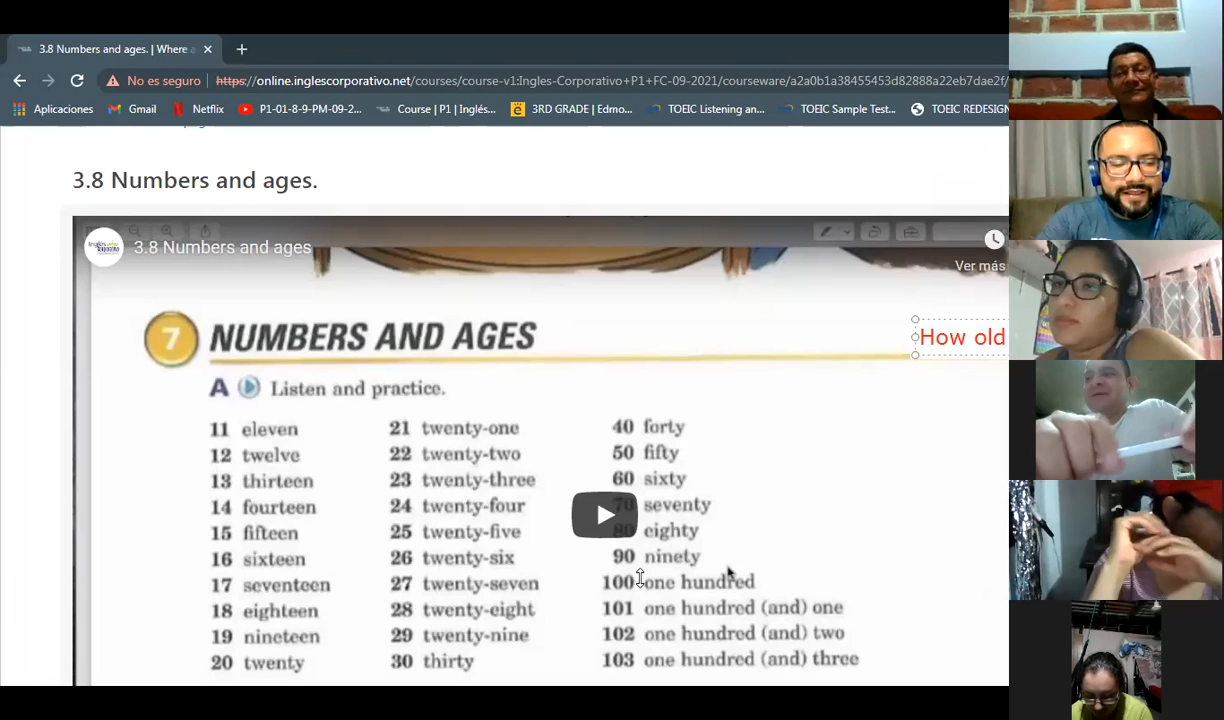 3.8 Numbers and ages. | Where a
No es seguro
https://online.inglescorporativo.net/courses/course-v1:Ingles-Corporativo+P1+FC-09-2021/courseware/a2a0b1a38455453d82888a22eb7dae2f/
Aplicaciones Gmail Netflix P1-01-8-9-PM-09-2... Course | P1 | Inglés... 3RD GRADE | Edmo... TOEIC Listening an... TOEIC Sample Test... TOEIC REDESIGN
3.8 Numbers and ages.
3.8 Numbers and ages
Ver más
7 NUMBERS AND AGES
How old
A Listen and practice.
11 eleven 21 twenty-one 40 forty
12 twelve 22 twenty-two 50 fifty
13 thirteen 23 twenty-three 60 sixty
14 fourteen 24 twenty-four 70 seventy
15 fifteen 25 twenty-five 80 eighty
16 sixteen 26 twenty-six 90 ninety
17 seventeen 27 twenty-seven 100 one hundred
18 eighteen 28 twenty-eight 101 one hundred (and) one
19 nineteen 29 twenty-nine 102 one hundred (and) two
20 twenty 30 thirty 103 one hundred (and) three